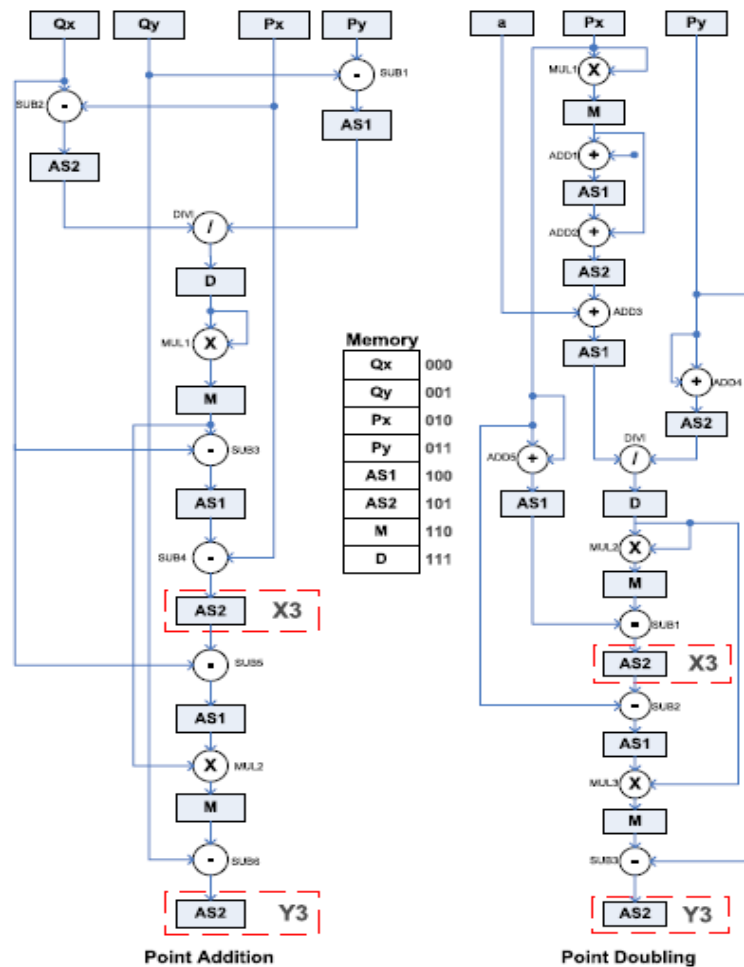 Qx Qy Px Py
SUB1
-
SUB2
-
AS1
AS2
DIVI
/
D
MUL1
X
M
-
SUB3
AS1
SUB4
-
AS2 X3
-
SUB5
AS1
X
MUL2
M
-
SUB6
AS2 Y3
Point Addition
Memory
Qx 000
Qy 001
Px 010
Py 011
AS1 100
AS2 101
M 110
D 111
a Px Py
MUL1
X
M
ADD1
+
AS1
ADD2
+
AS2
+
ADD3
AS1
+
ADD4
AS2
DIVI
/
ADD5
+
AS1
D
MUL2
X
M
-
SUB1
AS2 X3
-
SUB2
AS1
MUL3
X
M
SUB3
-
AS2 Y3
Point Doubling